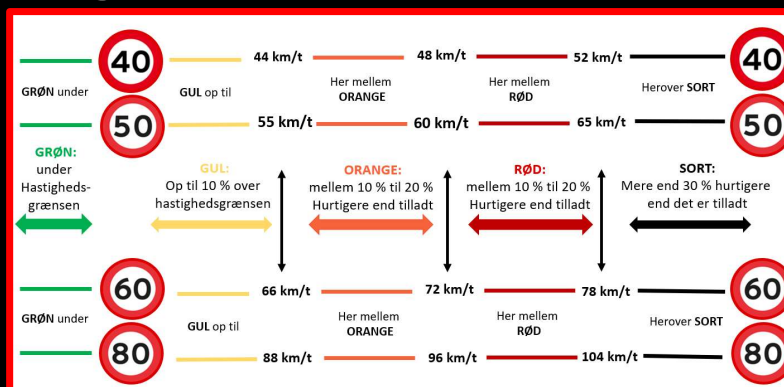 40 44 km/t 48 km/t 52 km/t 40
GRØN under
GUL op til
Her mellem
ORANGE
Her mellem
RØD
Herover SORT
50 55 km/t 60 km/t 65 km/t 50
GRØN:
under
Hastigheds-
grænsen
GUL:
Op til 10 % over
hastighedsgrænsen
ORANGE:
mellem 10 % til 20 %
Hurtigere end tilladt
RØD:
mellem 10 % til 20 %
Hurtigere end tilladt
SORT:
Mere end 30 % hurtigere
end det er tilladt
60 66 km/t 72 km/t 78 km/t 60
GRØN under
GUL op til
Her mellem
ORANGE
Her mellem
RØD
Herover SORT
80 88 km/t 96 km/t 104 km/t 80